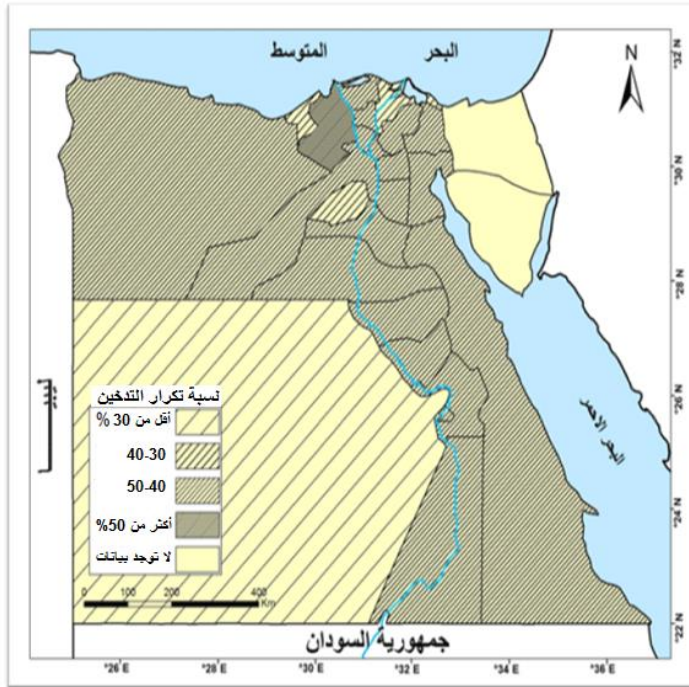 البحر المتوسط
N
°32 N
°30 N
°28 N
°26 N
°24 N
°22 N
ليبيا
البحر الاحمر
نسبة تكرار التدخين
أقل من 30 %
40-30
50-40
أكثر من 50%
لا توجد بيانات
0 100 200 400
Km
جمهورية السودان
°26 E °28 E °30 E °32 E °34 E °36 E